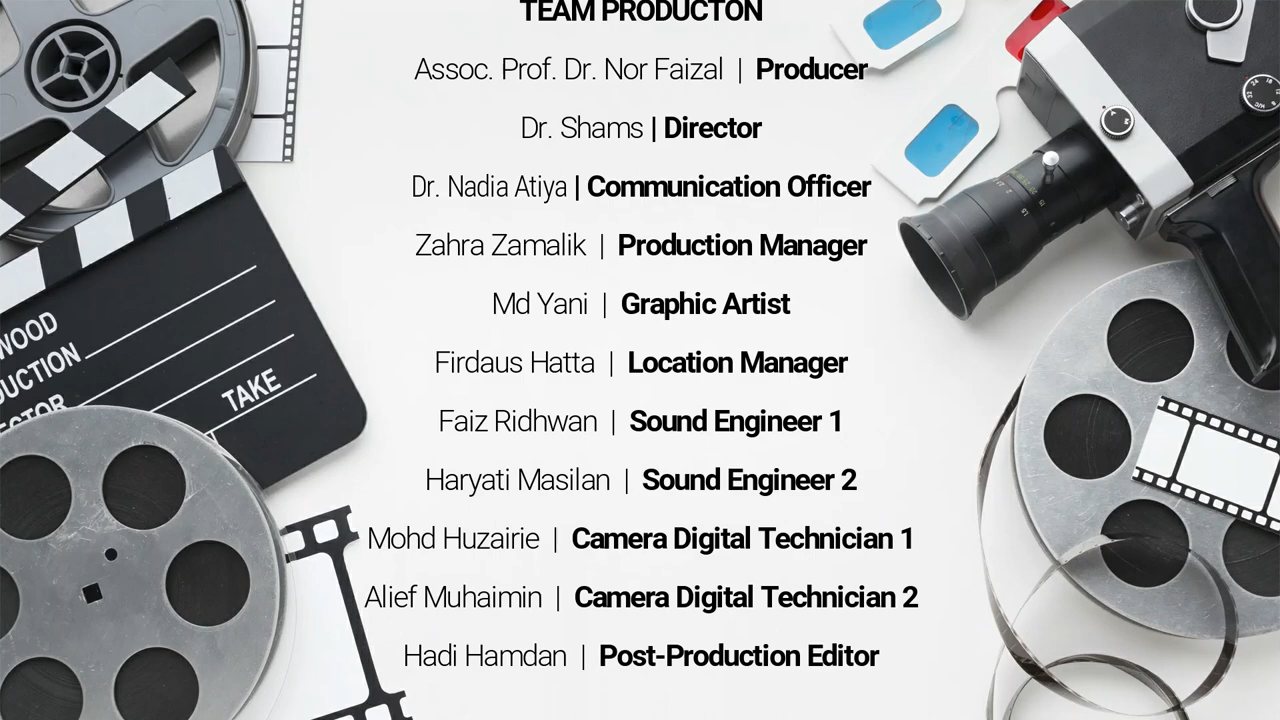 TEAM PRODUCTON
Assoc. Prof. Dr. Nor Faizal | Producer
Dr. Shams | Director
Dr. Nadia Atiya | Communication Officer
Zahra Zamalik | Production Manager
Md Yani | Graphic Artist
Firdaus Hatta | Location Manager
Faiz Ridhwan | Sound Engineer 1
Haryati Masilan | Sound Engineer 2
Mohd Huzairie | Camera Digital Technician 1
Alief Muhaimin | Camera Digital Technician 2
Hadi Hamdan | Post-Production Editor
WOOD
UCTION
TAKE